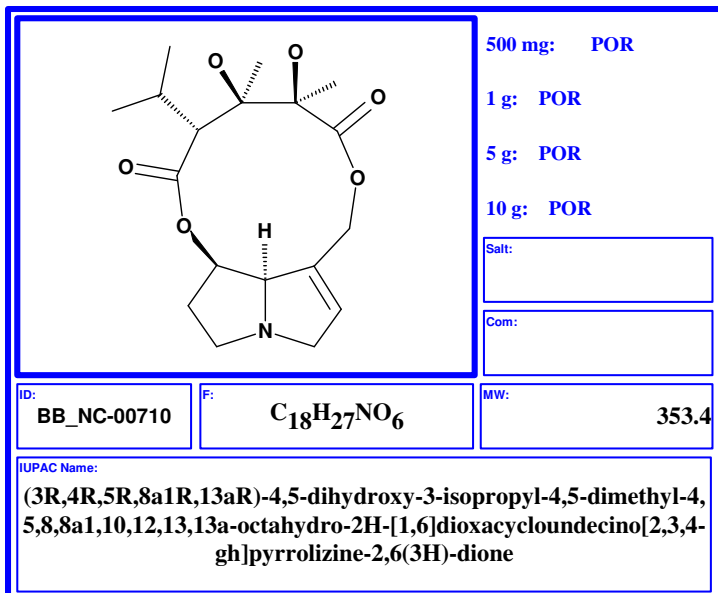 O
O
O
O
O
O
H
N
500 mg: POR
1 g: POR
5 g: POR
10 g: POR
Salt:
Com:
ID:
BB_NC-00710
F:
C18H27NO6
MW:
353.4
IUPAC Name:
(3R,4R,5R,8a1R,13aR)-4,5-dihydroxy-3-isopropyl-4,5-dimethyl-4,
5,8,8a1,10,12,13,13a-octahydro-2H-[1,6]dioxacycloundecino[2,3,4-
gh]pyrrolizine-2,6(3H)-dione